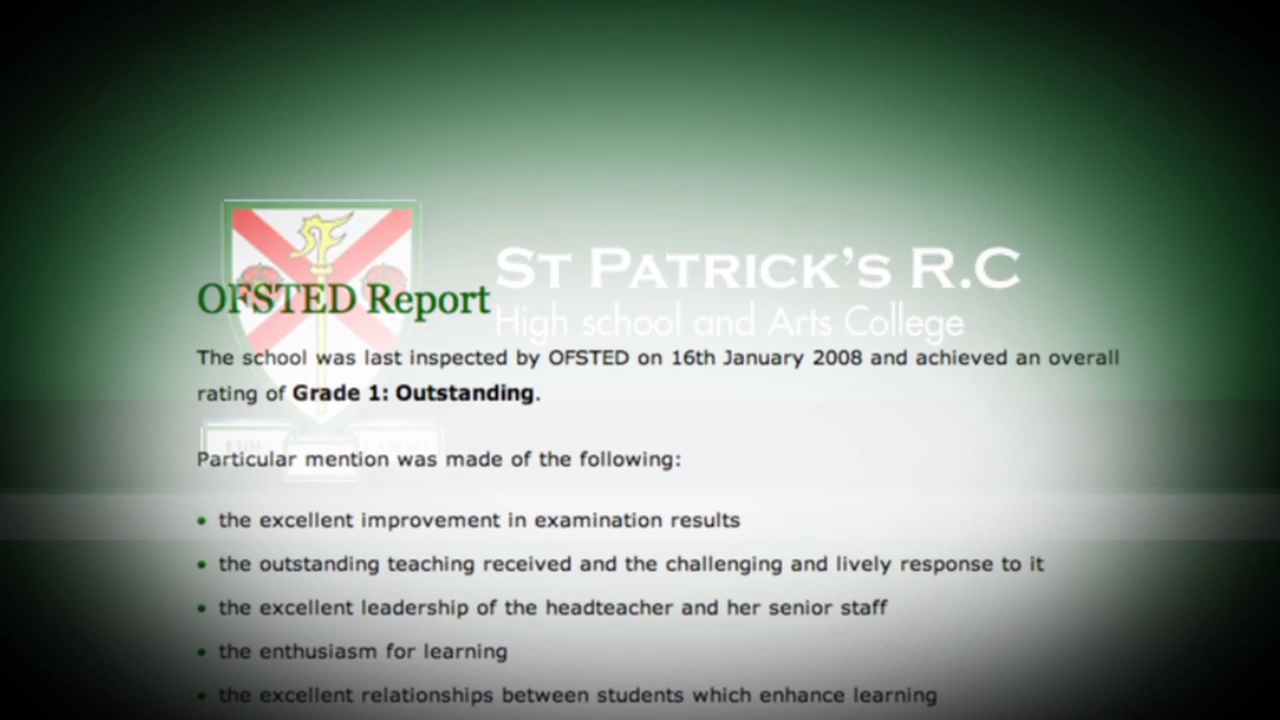 St Patrick's R.C
High school and Arts College
OFSTED Report
The school was last inspected by OFSTED on 16th January 2008 and achieved an overall
rating of Grade 1: Outstanding.
Particular mention was made of the following:
• the excellent improvement in examination results
• the outstanding teaching received and the challenging and lively response to it
• the excellent leadership of the headteacher and her senior staff
• the enthusiasm for learning
• the excellent relationships between students which enhance learning